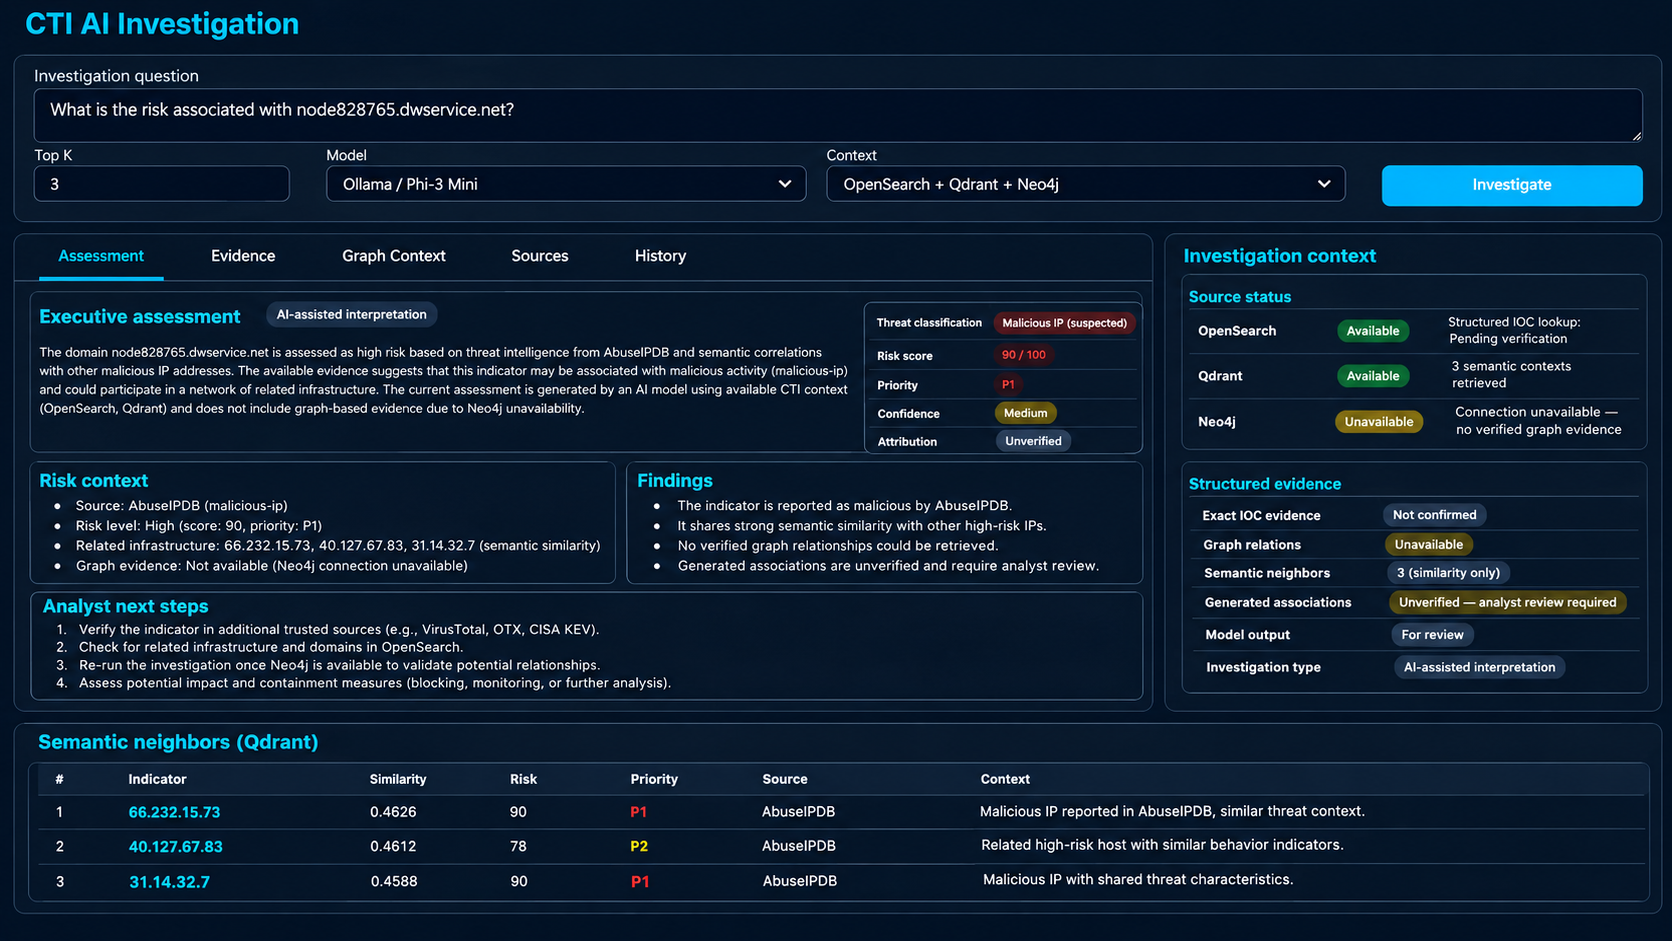 CTI AI Investigation
Investigation question
What is the risk associated with node828765.dwservice.net?
Top K
Model
Context
3
Ollama / Phi-3 Mini
OpenSearch + Qdrant + Neo4j
Investigate
Assessment
Evidence
Graph Context
Sources
History
Executive assessment
AI-assisted interpretation
The domain node828765.dwservice.net is assessed as high risk based on threat intelligence from AbuseIPDB and semantic correlations
with other malicious IP addresses. The available evidence suggests that this indicator may be associated with malicious activity (malicious-ip)
and could participate in a network of related infrastructure. The current assessment is generated by an AI model using available CTI context
(OpenSearch, Qdrant) and does not include graph-based evidence due to Neo4j unavailability.
Threat classification Malicious IP (suspected)
Risk score 90 / 100
Priority P1
Confidence Medium
Attribution Unverified
Risk context
• Source: AbuseIPDB (malicious-ip)
• Risk level: High (score: 90, priority: P1)
• Related infrastructure: 66.232.15.73, 40.127.67.83, 31.14.32.7 (semantic similarity)
• Graph evidence: Not available (Neo4j connection unavailable)
Findings
• The indicator is reported as malicious by AbuseIPDB.
• It shares strong semantic similarity with other high-risk IPs.
• No verified graph relationships could be retrieved.
• Generated associations are unverified and require analyst review.
Analyst next steps
1. Verify the indicator in additional trusted sources (e.g., VirusTotal, OTX, CISA KEV).
2. Check for related infrastructure and domains in OpenSearch.
3. Re-run the investigation once Neo4j is available to validate potential relationships.
4. Assess potential impact and containment measures (blocking, monitoring, or further analysis).
Investigation context
Source status
OpenSearch Available Structured IOC lookup:
Pending verification
Qdrant Available 3 semantic contexts
retrieved
Neo4j Unavailable Connection unavailable —
no verified graph evidence
Structured evidence
Exact IOC evidence Not confirmed
Graph relations Unavailable
Semantic neighbors 3 (similarity only)
Generated associations Unverified — analyst review required
Model output For review
Investigation type AI-assisted interpretation
Semantic neighbors (Qdrant)
# Indicator Similarity Risk Priority Source Context
1 66.232.15.73 0.4626 90 P1 AbuseIPDB Malicious IP reported in AbuseIPDB, similar threat context.
2 40.127.67.83 0.4612 78 P2 AbuseIPDB Related high-risk host with similar behavior indicators.
3 31.14.32.7 0.4588 90 P1 AbuseIPDB Malicious IP with shared threat characteristics.